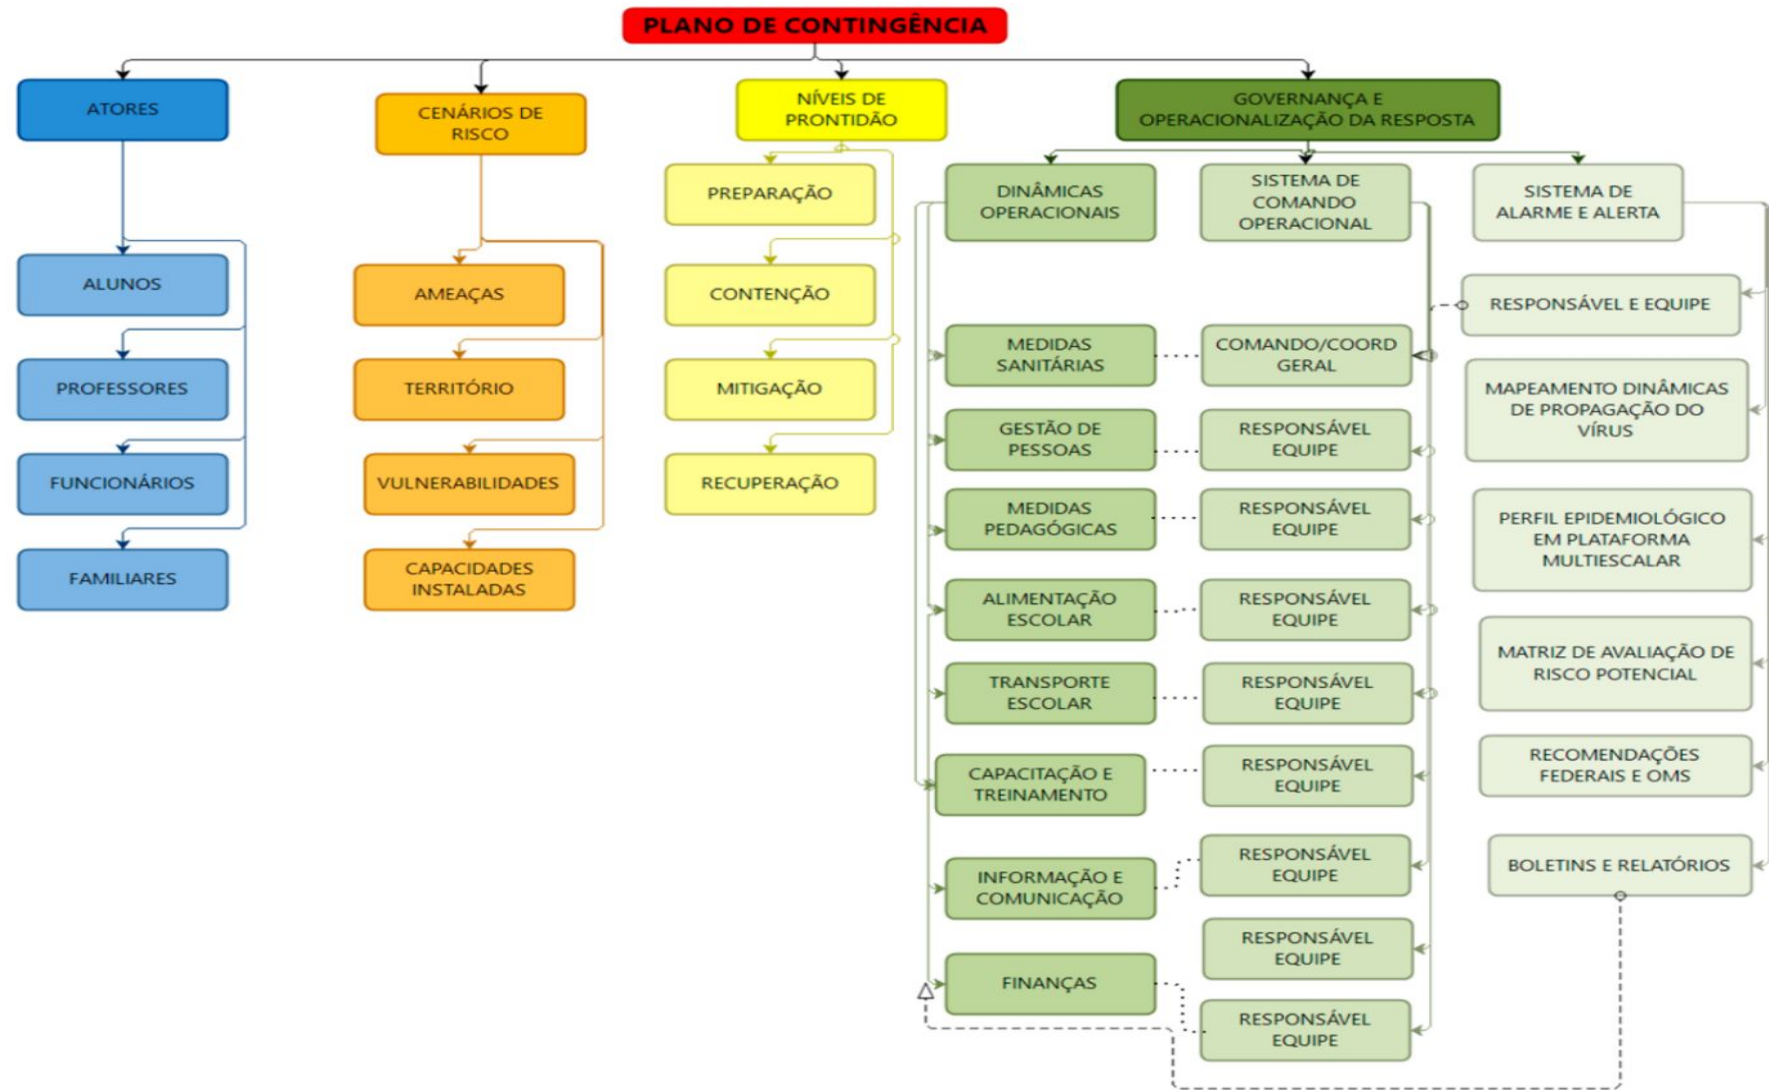 PLANO DE CONTINGÊNCIA
ATORES
ALUNOS
PROFESSORES
FUNCIONÁRIOS
FAMILIARES
CENÁRIOS DE
RISCO
AMEAÇAS
TERRITÓRIO
VULNERABILIDADES
CAPACIDADES
INSTALADAS
NÍVEIS DE
PRONTIDÃO
PREPARAÇÃO
CONTENÇÃO
MITIGAÇÃO
RECUPERAÇÃO
GOVERNANÇA E
OPERACIONALIZAÇÃO DA RESPOSTA
DINÂMICAS
OPERACIONAIS
MEDIDAS
SANITÁRIAS
GESTÃO DE
PESSOAS
MEDIDAS
PEDAGÓGICAS
ALIMENTAÇÃO
ESCOLAR
TRANSPORTE
ESCOLAR
CAPACITAÇÃO E
TREINAMENTO
INFORMAÇÃO E
COMUNICAÇÃO
FINANÇAS
SISTEMA DE
COMANDO
OPERACIONAL
COMANDO/COORD
GERAL
RESPONSÁVEL
EQUIPE
RESPONSÁVEL
EQUIPE
RESPONSÁVEL
EQUIPE
RESPONSÁVEL
EQUIPE
RESPONSÁVEL
EQUIPE
RESPONSÁVEL
EQUIPE
RESPONSÁVEL
EQUIPE
RESPONSÁVEL
EQUIPE
SISTEMA DE
ALARME E ALERTA
RESPONSÁVEL E EQUIPE
MAPEAMENTO DINÂMICAS
DE PROPAGAÇÃO DO
VÍRUS
PERFIL EPIDEMIOLÓGICO
EM PLATAFORMA
MULTIESCALAR
MATRIZ DE AVALIAÇÃO DE
RISCO POTENCIAL
RECOMENDAÇÕES
FEDERAIS E OMS
BOLETINS E RELATÓRIOS